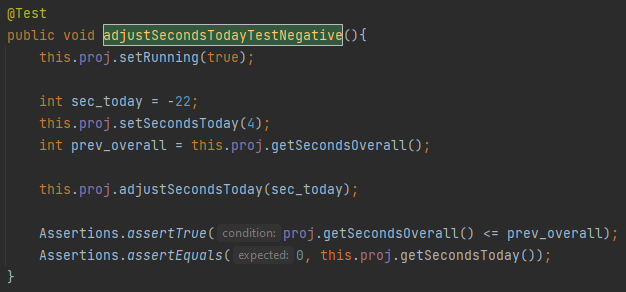 @Test
public void adjustSecondsTodayTestNegative(){
    this.proj.setRunning(true);

    int sec_today = -22;
    this.proj.setSecondsToday(4);
    int prev_overall = this.proj.getSecondsOverall();

    this.proj.adjustSecondsToday(sec_today);

    Assertions.assertTrue( condition: proj.getSecondsOverall() <= prev_overall);
    Assertions.assertEquals( expected: 0, this.proj.getSecondsToday());
}